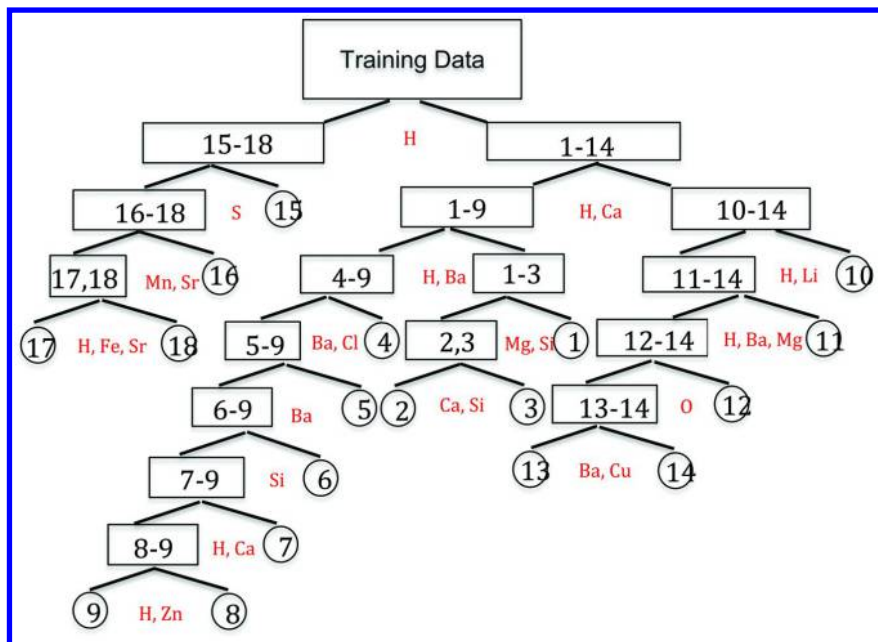 Training Data
15-18 H 1-14
16-18 S 15 1-9 H, Ca 10-14
17,18 Mn, Sr 16 4-9 H, Ba 1-3 11-14 H, Li 10
17 H, Fe, Sr 18 5-9 Ba, Cl 4 2,3 Mg, Si 1 12-14 H, Ba, Mg 11
6-9 Ba 5 2 Ca, Si 3 13-14 O 12
7-9 Si 6 13 Ba, Cu 14
8-9 H, Ca 7
9 H, Zn 8